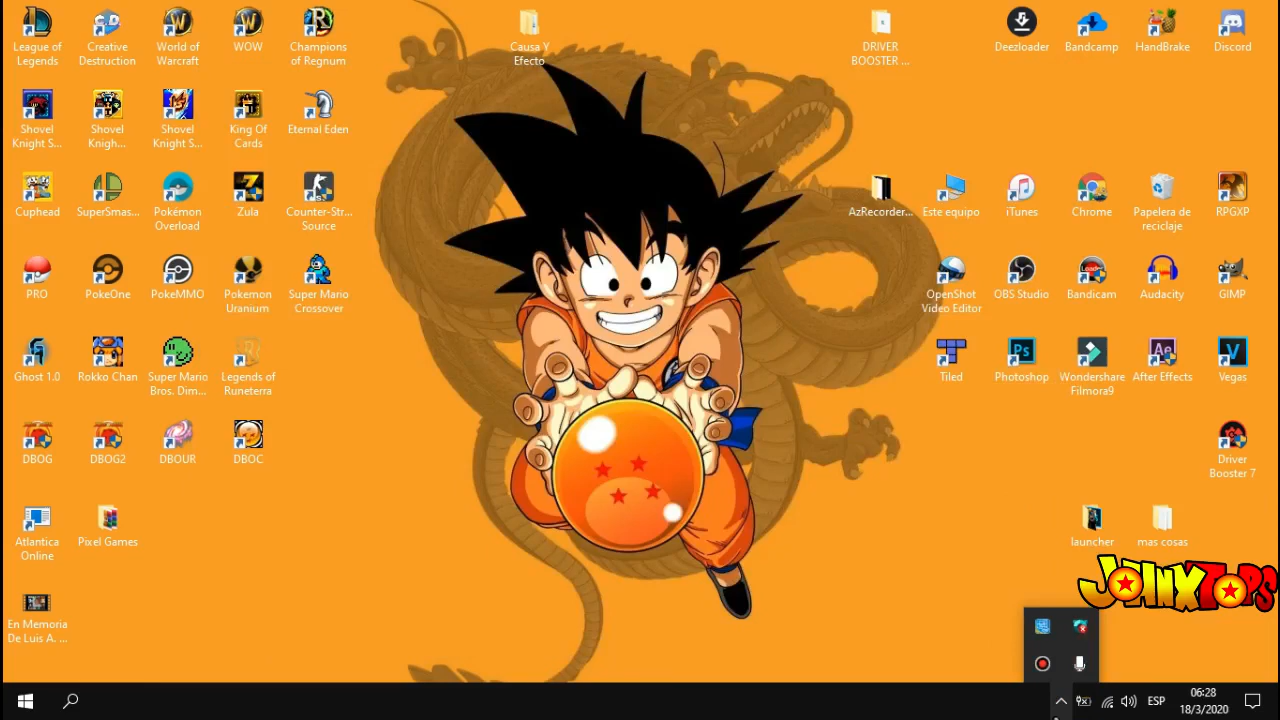 League of
Legends
Creative
Destruction
World of
Warcraft
WOW
Champions
of Regnum
Causa Y
Efecto
DRIVER
BOOSTER ...
Deezloader
Bandcamp
HandBrake
Discord
Shovel
Knight S...
Shovel
Knigh...
Shovel
Knight S...
King Of
Cards
Eternal Eden
Cuphead
SuperSmas...
Pokémon
Overload
Zula
Counter-Str...
Source
AzRecorder...
Este equipo
iTunes
Chrome
Papelera de
reciclaje
RPGXP
PRO
PokeOne
PokeMMO
Pokemon
Uranium
Super Mario
Crossover
OpenShot
Video Editor
OBS Studio
Bandicam
Audacity
GIMP
Ghost 1.0
Rokko Chan
Super Mario
Bros. Dim...
Legends of
Runeterra
Tiled
Photoshop
Wondershare
Filmora9
After Effects
Vegas
DBOG
DBOG2
DBOUR
DBOC
Driver
Booster 7
Atlantica
Online
Pixel Games
launcher
mas cosas
JOHNXTOPS
En Memoria
De Luis A. ...
ESP
06:28
18/3/2020